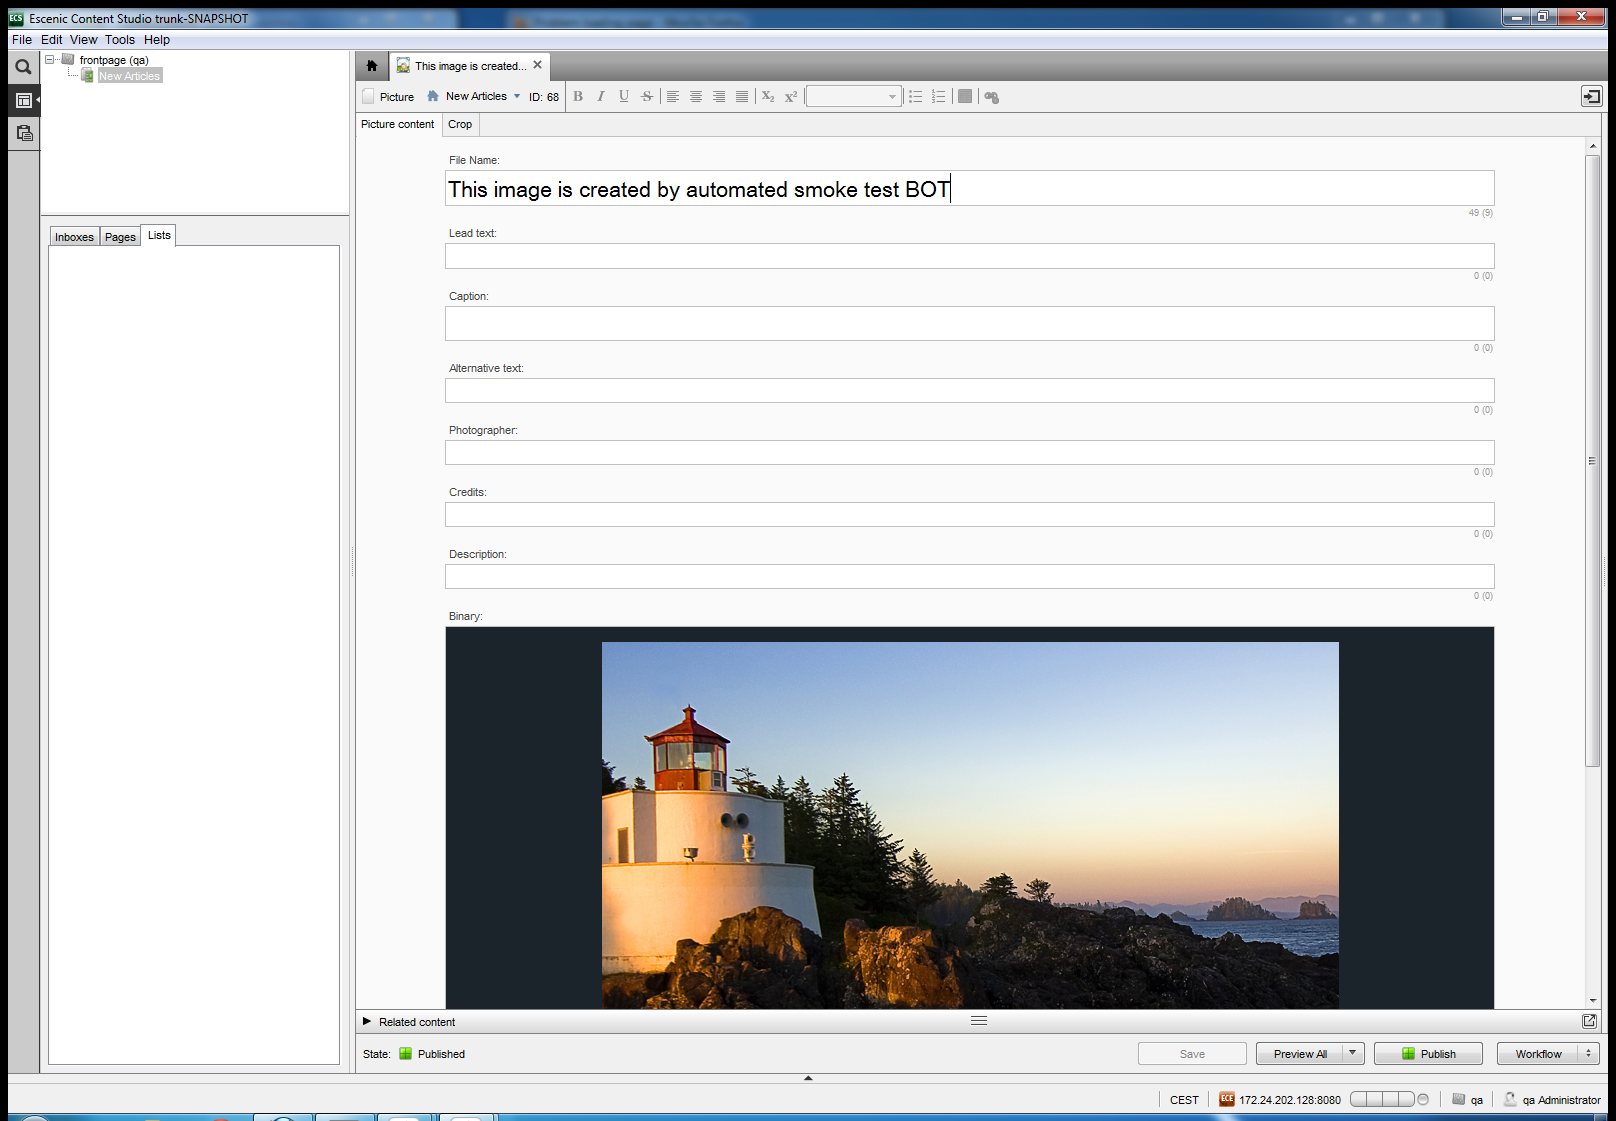 Escenic Content Studio trunk-SNAPSHOT
File Edit View Tools Help
frontpage (qa)
New Articles
Inboxes Pages Lists
This image is created...
Picture New Articles ID: 68 B I U S X₂ X²
Picture content Crop
File Name:
This image is created by automated smoke test BOT
49 (9)
Lead text:
0 (0)
Caption:
0 (0)
Alternative text:
0 (0)
Photographer:
0 (0)
Credits:
0 (0)
Description:
0 (0)
Binary:
Related content
State: Published Save Preview All Publish Workflow
CEST ECE 172.24.202.128:8080 qa qa Administrator